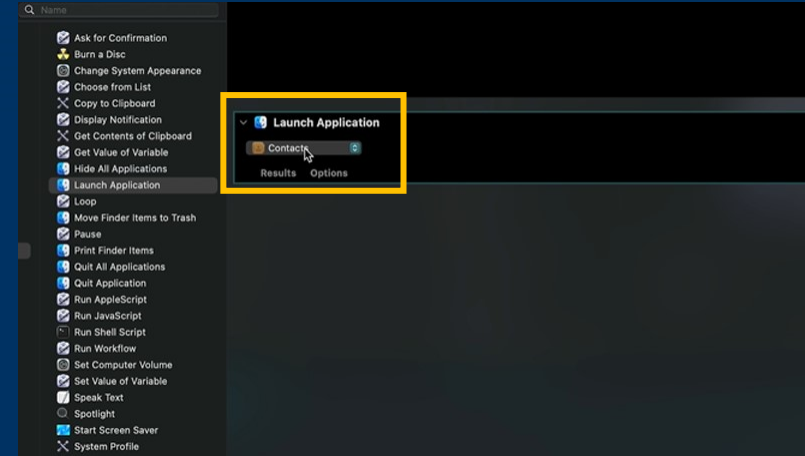 Name
Ask for Confirmation
Burn a Disc
Change System Appearance
Choose from List
Copy to Clipboard
Display Notification
Get Contents of Clipboard
Get Value of Variable
Hide All Applications
Launch Application
Loop
Move Finder Items to Trash
Pause
Print Finder Items
Quit All Applications
Quit Application
Run AppleScript
Run JavaScript
Run Shell Script
Run Workflow
Set Computer Volume
Set Value of Variable
Speak Text
Spotlight
Start Screen Saver
System Profile
Launch Application
Contacts
Results Options